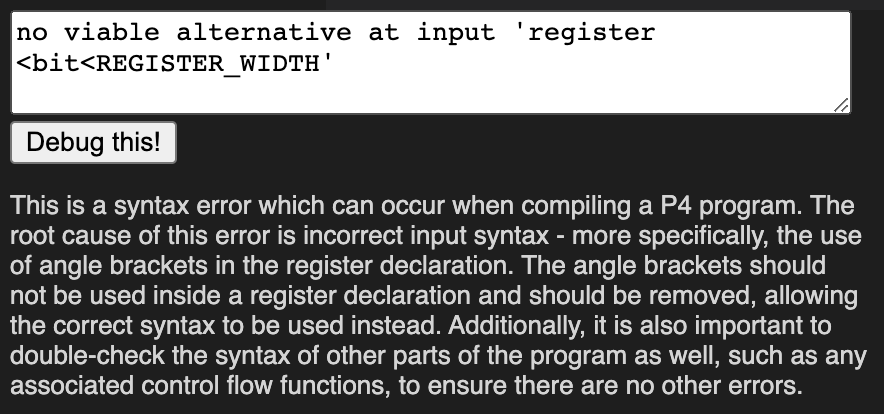 no viable alternative at input 'register
<bit<REGISTER_WIDTH'
Debug this!
This is a syntax error which can occur when compiling a P4 program. The
root cause of this error is incorrect input syntax - more specifically, the use
of angle brackets in the register declaration. The angle brackets should
not be used inside a register declaration and should be removed, allowing
the correct syntax to be used instead. Additionally, it is also important to
double-check the syntax of other parts of the program as well, such as any
associated control flow functions, to ensure there are no other errors.